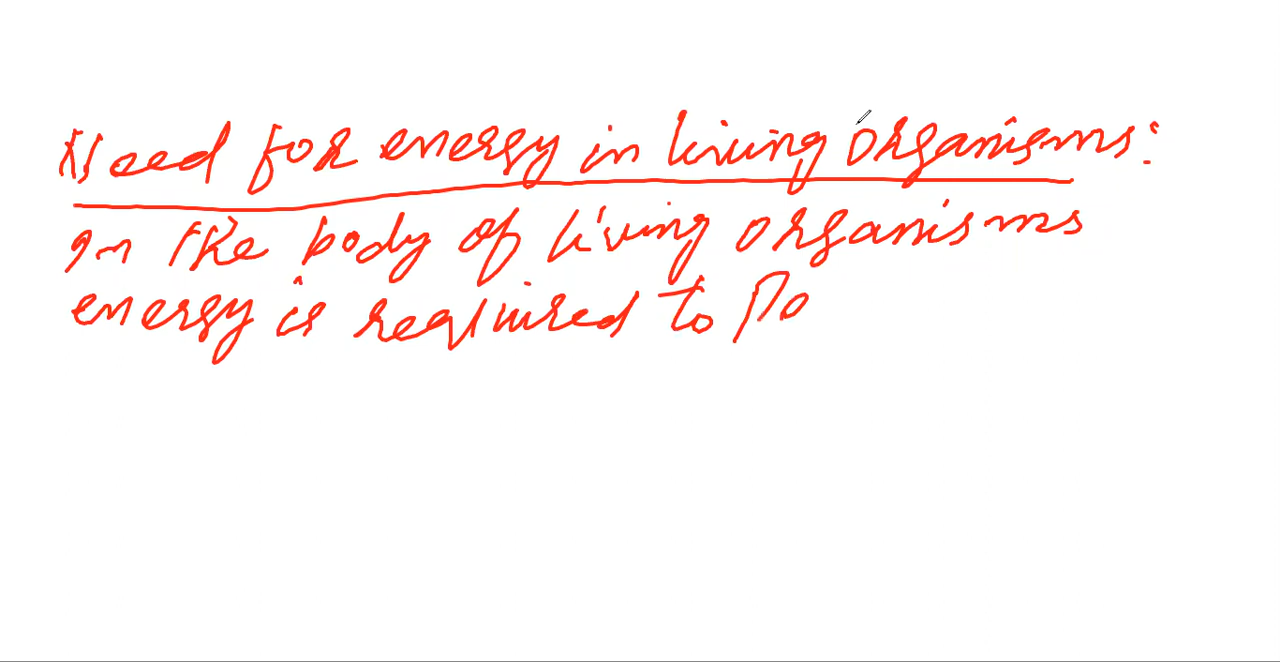 Need for energy in living organisms:
In the body of living organisms
energy is required to Do